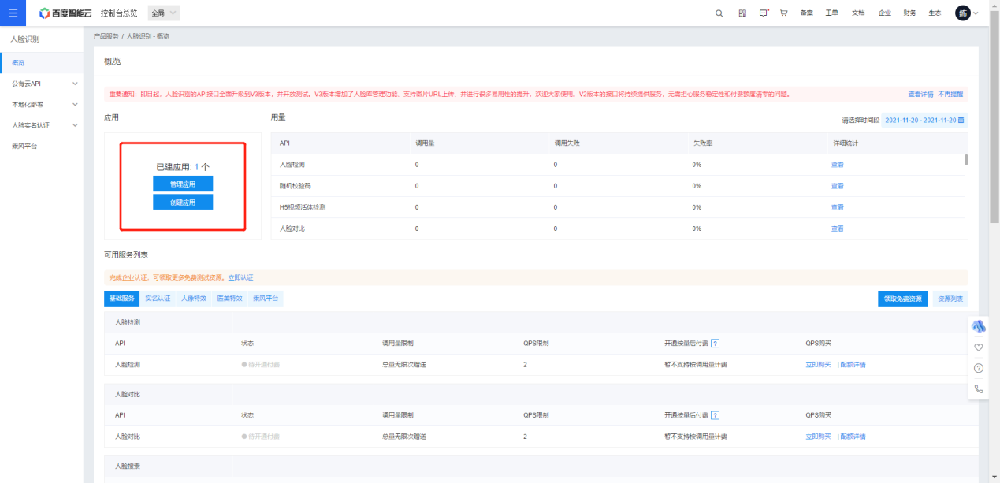 百度智能云 控制台总览 全局 备案 工单 文档 企业 财务 生态
人脸识别
概览
公有云API
本地化部署
人脸实名认证
乘风平台
产品服务 / 人脸识别 - 概览
概览
重要通知：即日起，人脸识别的API接口全面升级到V3版本，并开放测试。V3版本增加了人脸库管理功能，支持图片URL上传，并进行很多易用性的提升，欢迎大家使用。V2版本的接口将持续提供服务，无需担心服务稳定性和付费额度清零的问题。 查看详情 不再提醒
应用
已建应用: 1 个
管理应用
创建应用
用量
请选择时间段 2021-11-20 - 2021-11-20
API 调用量 调用失败 失败率 详细统计
人脸检测 0 0 0% 查看
随机校验码 0 0 0% 查看
H5视频活体检测 0 0 0% 查看
人脸对比 0 0 0% 查看
可用服务列表
完成企业认证，可领取更多免费测试资源。立即认证
基础服务 实名认证 人像特效 医美特效 乘风平台 领取免费资源 资源列表
人脸检测
API 状态 调用量限制 QPS限制 开通按量后付费 ? QPS购买
人脸检测 待开通付费 总量无限次赠送 2 暂不支持按调用量计费 立即购买 | 配额详情
人脸对比
API 状态 调用量限制 QPS限制 开通按量后付费 ? QPS购买
人脸对比 待开通付费 总量无限次赠送 2 暂不支持按调用量计费 立即购买 | 配额详情
人脸搜索